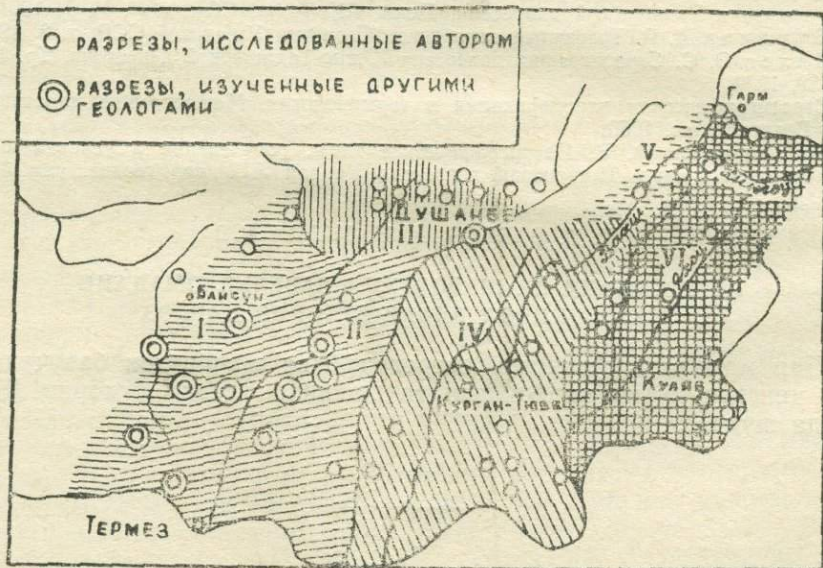 РАЗРЕЗЫ, ИССЛЕДОВАННЫЕ АВТОРОМ
РАЗРЕЗЫ, ИЗУЧЕННЫЕ ДРУГИМИ
ГЕОЛОГАМИ
Гарм
V
ДУШАНБЕ
III
VI
БАЙСУН
I
II
IV
КУЛЯБ
КУРГАН-ТЮБЕ
ТЕРМЕЗ